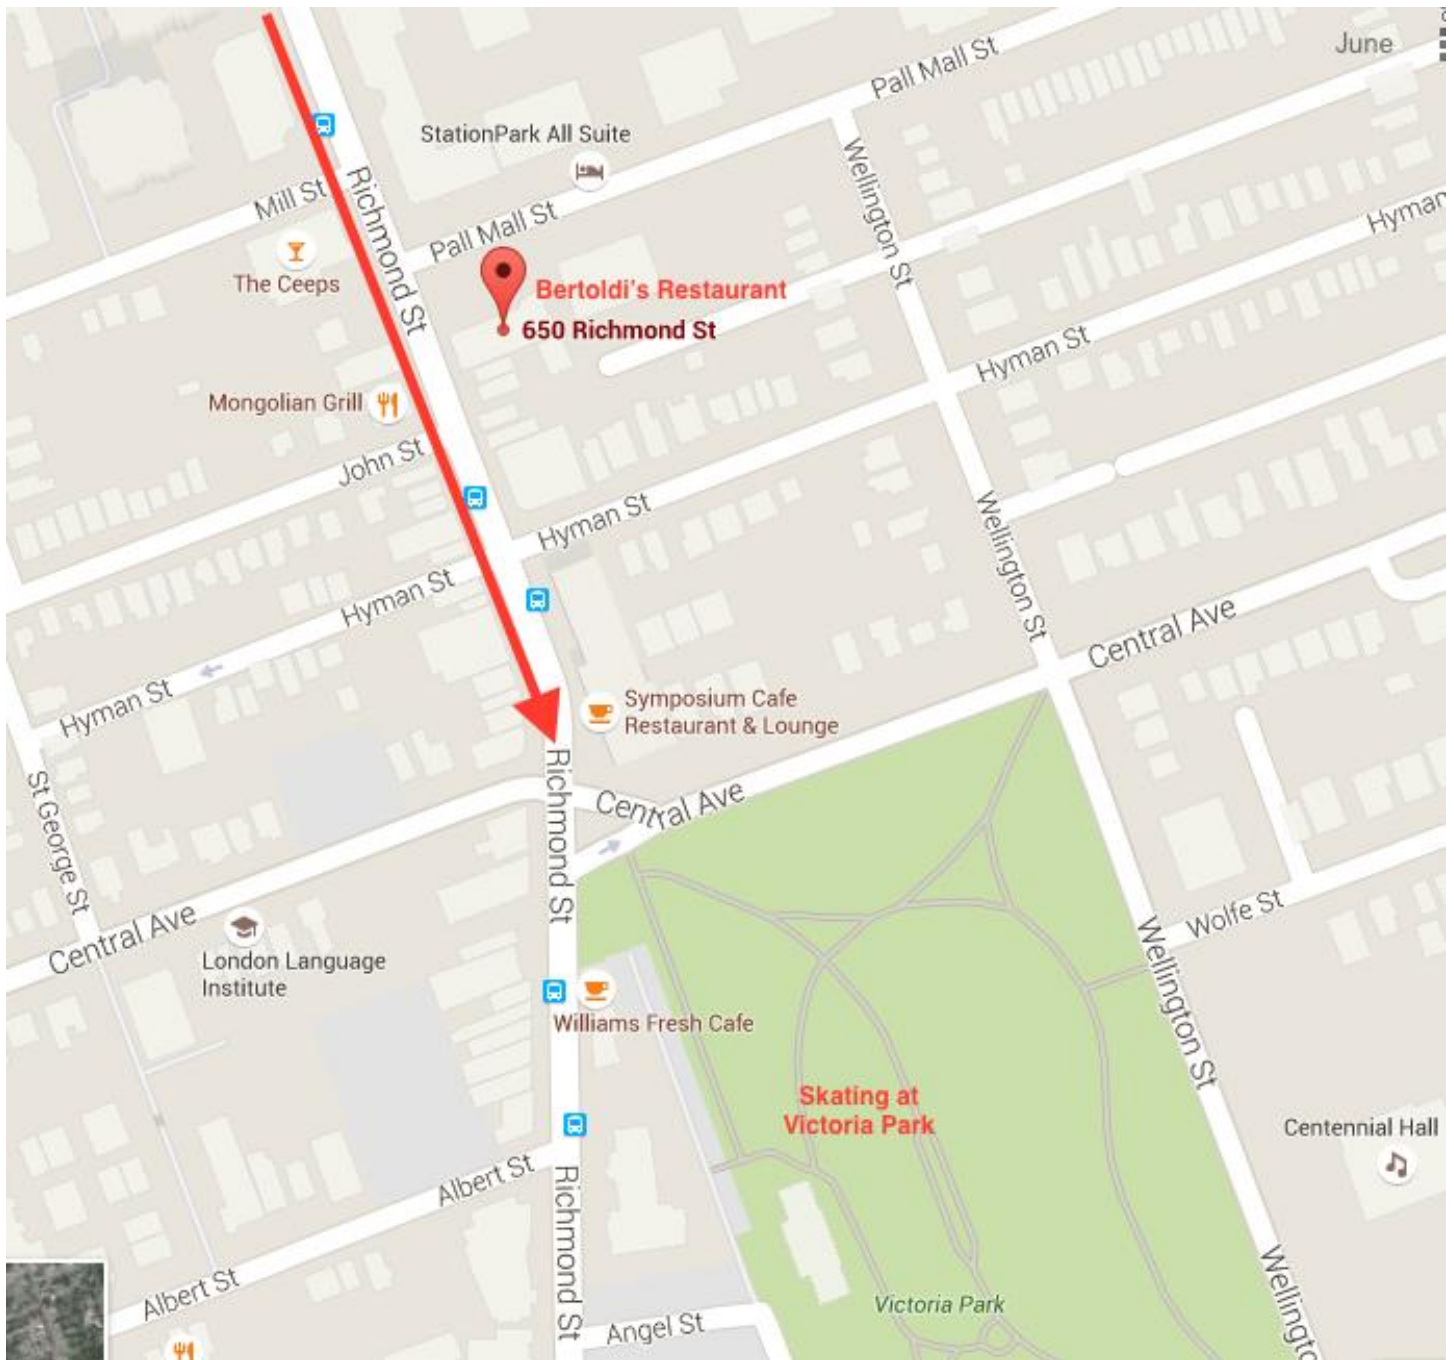 June
Pall Mall St
StationPark All Suite
Mill St
Richmond St
Wellington St
Pall Mall St
Hyman
The Ceeps
Bertoldi's Restaurant
650 Richmond St
Hyman St
Mongolian Grill
John St
Hyman St
Wellington St
Hyman St
Central Ave
Hyman St
Symposium Cafe
Restaurant & Lounge
Richmond St
Central Ave
St George St
Wolfe St
Central Ave
London Language
Institute
Wellington St
Williams Fresh Cafe
Skating at
Victoria Park
Centennial Hall
Albert St
Richmond St
Albert St
Victoria Park
Angel St